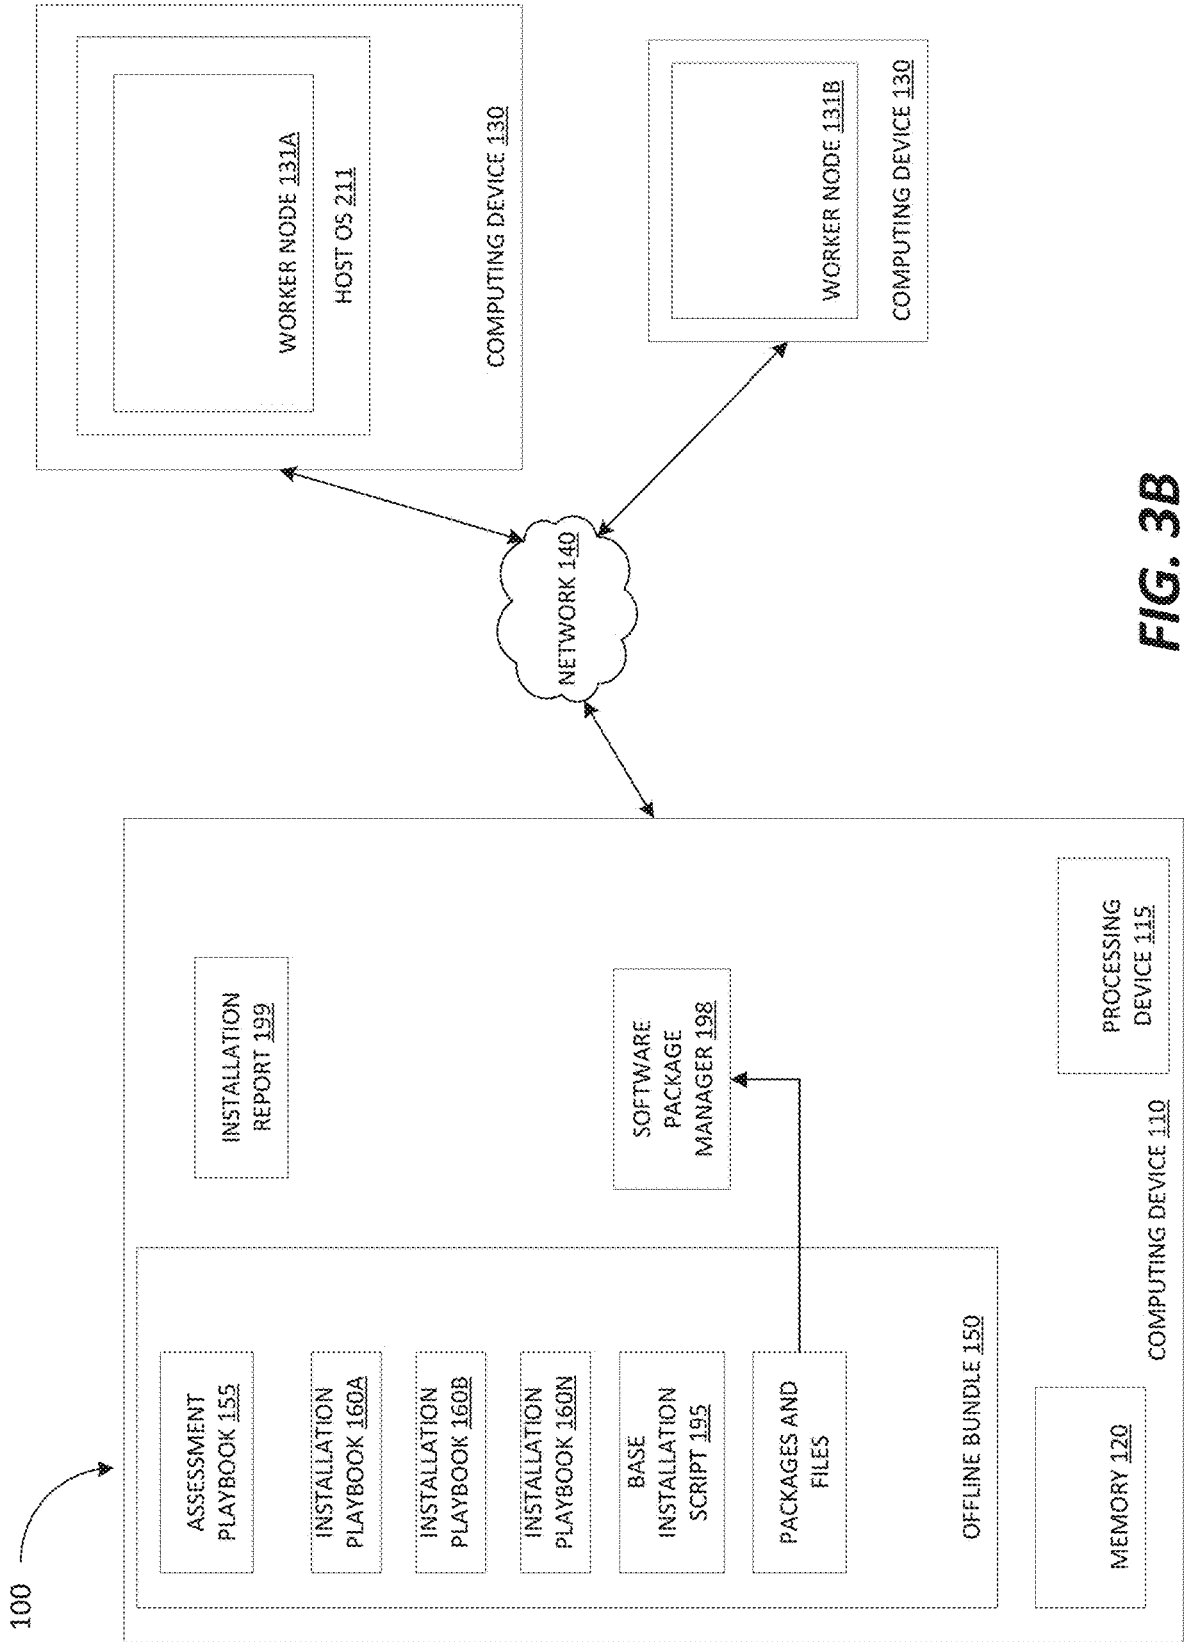 100
ASSESSMENT
PLAYBOOK 155
INSTALLATION
PLAYBOOK 160A
INSTALLATION
PLAYBOOK 160B
INSTALLATION
PLAYBOOK 160N
BASE
INSTALLATION
SCRIPT 195
PACKAGES AND
FILES
OFFLINE BUNDLE 150
INSTALLATION
REPORT 199
SOFTWARE
PACKAGE
MANAGER 198
MEMORY 120
PROCESSING
DEVICE 115
COMPUTING DEVICE 110
NETWORK 140
WORKER NODE 131A
HOST OS 211
COMPUTING DEVICE 130
WORKER NODE 131B
COMPUTING DEVICE 130
FIG. 3B